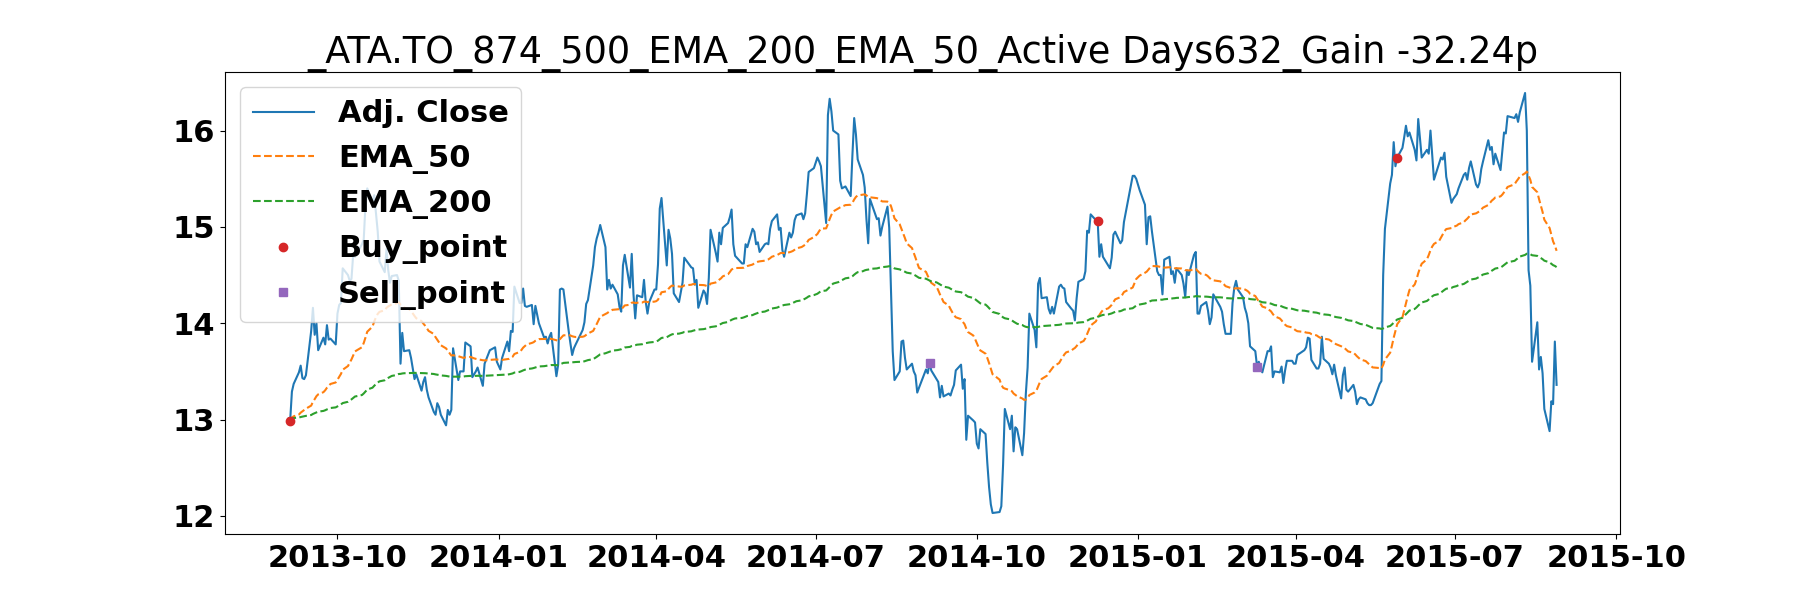 _ATA.TO_874_500_EMA_200_EMA_50_Active Days632_Gain -32.24p
Adj. Close
EMA_50
EMA_200
Buy_point
Sell_point
16
15
14
13
12
2013-10 2014-01 2014-04 2014-07 2014-10 2015-01 2015-04 2015-07 2015-10